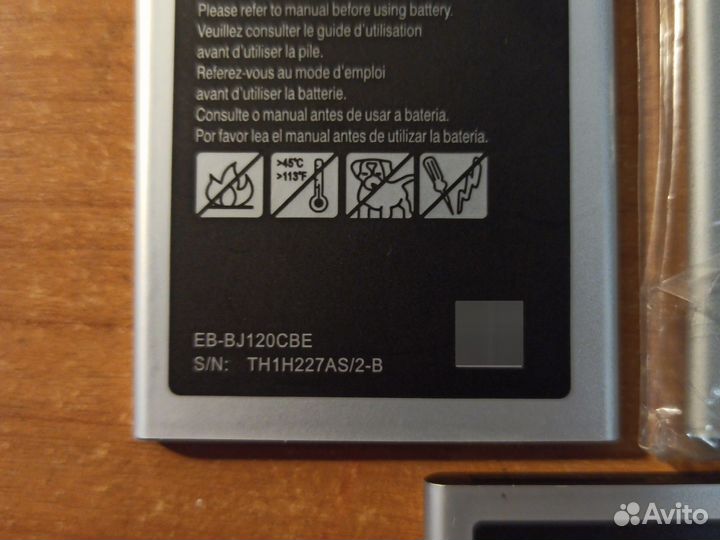 Please refer to manual before using battery.
Veuillez consulter le guide d'utilisation
avant d'utiliser la pile.
Referez-vous au mode d'emploi
avant d'utiliser la batterie.
Consulte o manual antes de usar a bateria.
Por favor lea el manual antes de utilizar la batería.
>45°C
>113°F
EB-BJ120CBE
S/N: TH1H227AS/2-B
Avito